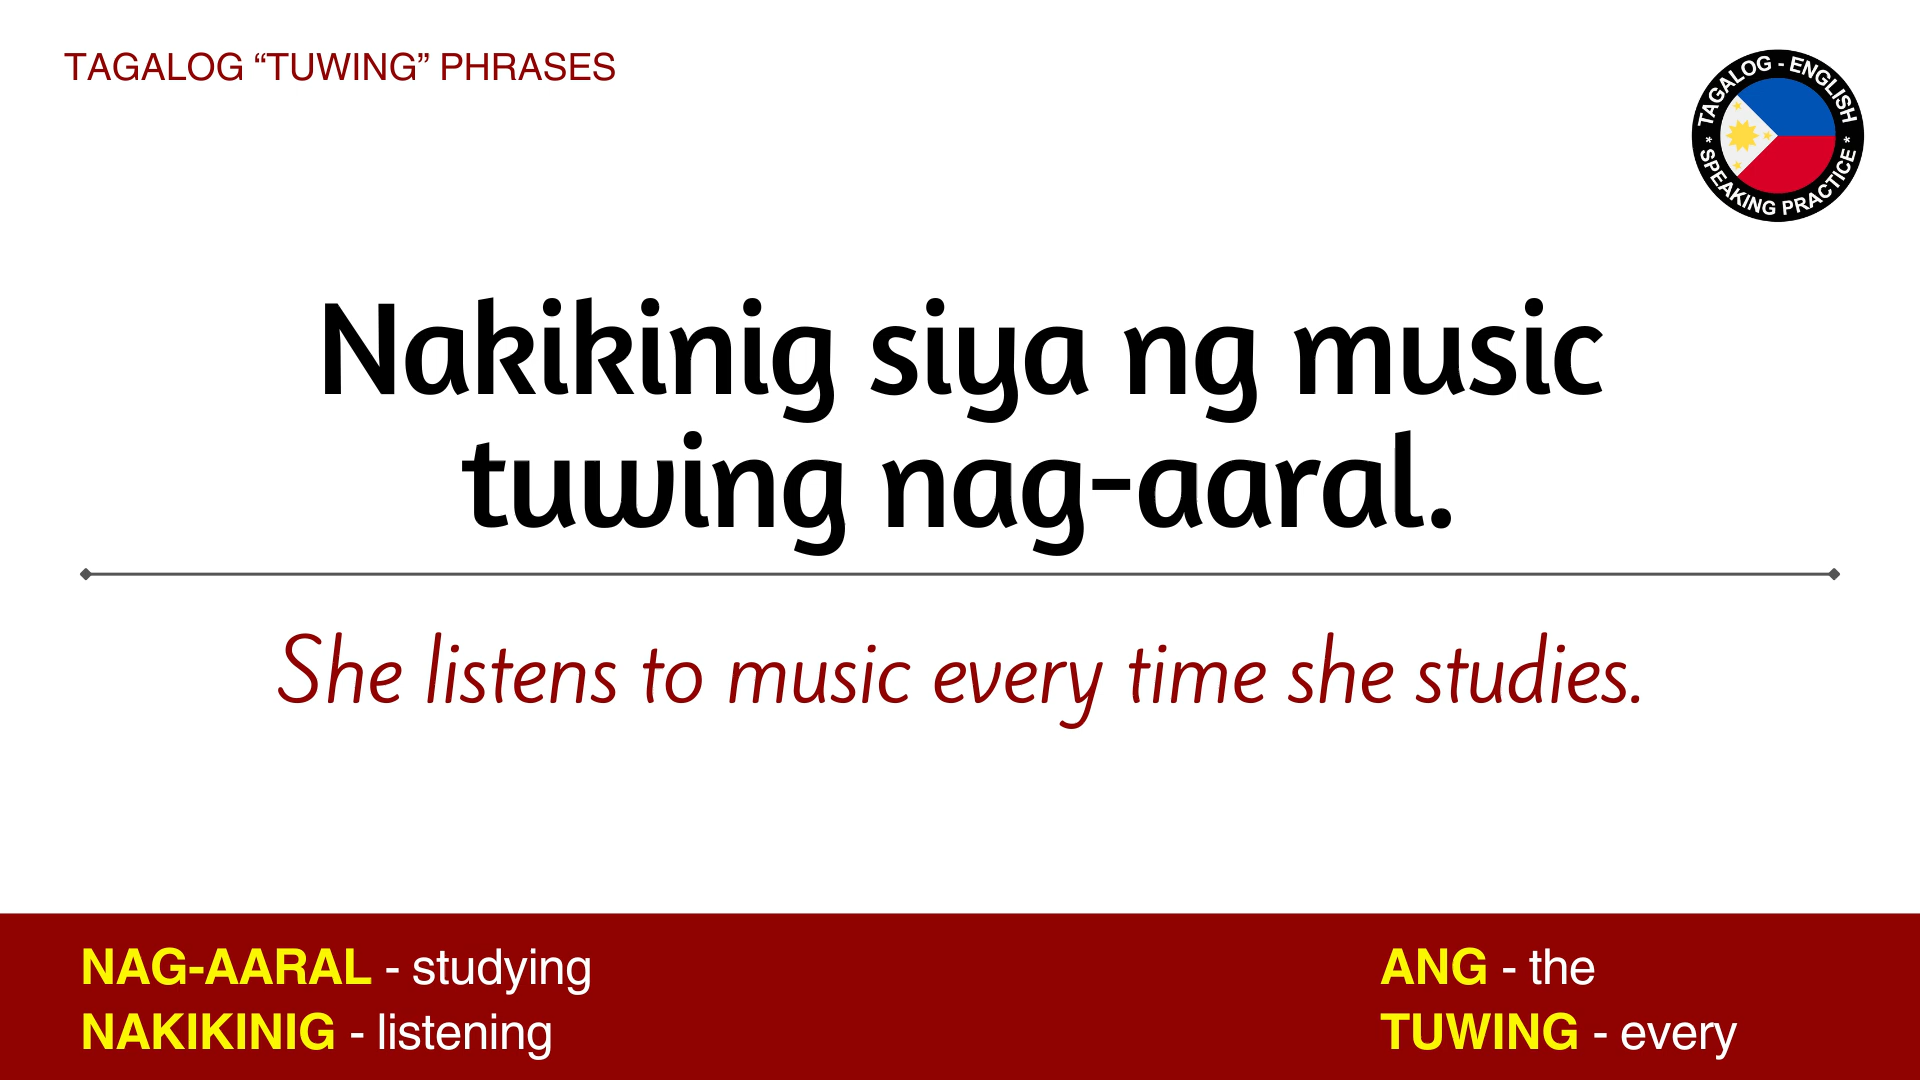 TAGALOG “TUWING” PHRASES
TAGALOG - ENGLISH
* SPEAKING PRACTICE *
Nakikinig siya ng music
tuwing nag-aaral.
She listens to music every time she studies.
NAG-AARAL - studying
NAKIKINIG - listening
ANG - the
TUWING - every